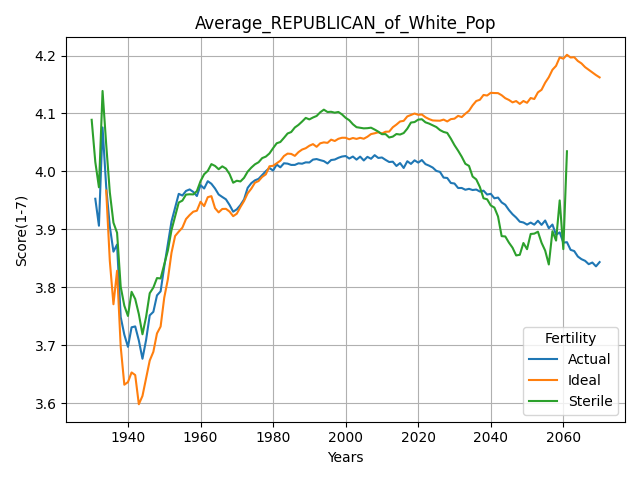 Average_REPUBLICAN_of_White_Pop
Score(1-7)
4.2
4.1
4.0
3.9
3.8
3.7
3.6
1940 1960 1980 2000 2020 2040 2060
Years
Fertility
Actual
Ideal
Sterile